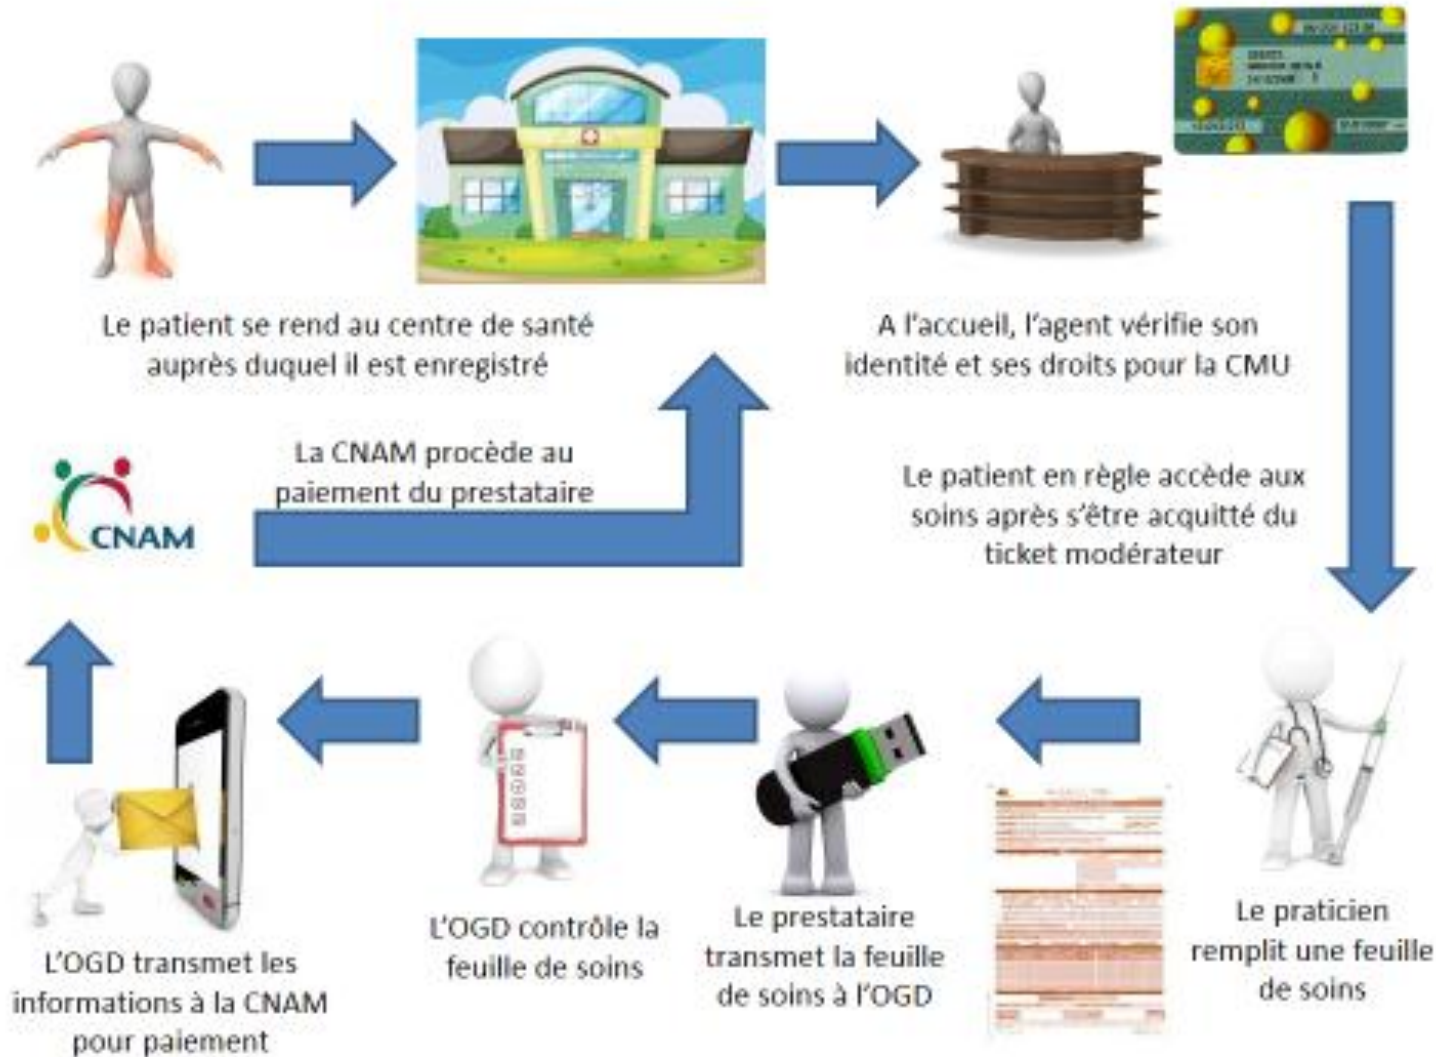 Le patient se rend au centre de santé
auprès duquel il est enregistré
A l'accueil, l'agent vérifie son
identité et ses droits pour la CMU
Le patient en règle accède aux
soins après s'être acquitté du
ticket modérateur
Le praticien
remplit une feuille
de soins
Le prestataire
transmet la feuille
de soins à l'OGD
L'OGD contrôle la
feuille de soins
L'OGD transmet les
informations à la CNAM
pour paiement
CNAM
La CNAM procède au
paiement du prestataire